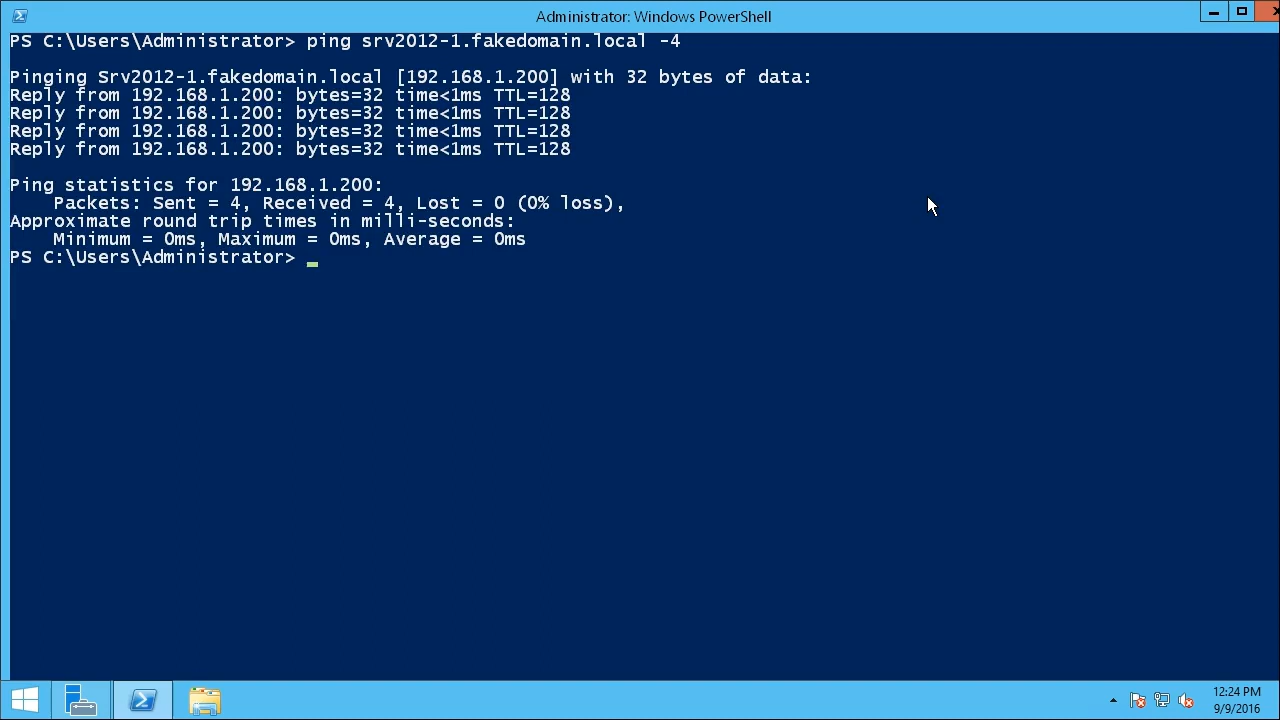 Administrator: Windows PowerShell
PS C:\Users\Administrator> ping srv2012-1.fakedomain.local -4
Pinging Srv2012-1.fakedomain.local [192.168.1.200] with 32 bytes of data:
Reply from 192.168.1.200: bytes=32 time<1ms TTL=128
Reply from 192.168.1.200: bytes=32 time<1ms TTL=128
Reply from 192.168.1.200: bytes=32 time<1ms TTL=128
Reply from 192.168.1.200: bytes=32 time<1ms TTL=128
Ping statistics for 192.168.1.200:
    Packets: Sent = 4, Received = 4, Lost = 0 (0% loss),
Approximate round trip times in milli-seconds:
    Minimum = 0ms, Maximum = 0ms, Average = 0ms
PS C:\Users\Administrator> _
12:24 PM
9/9/2016